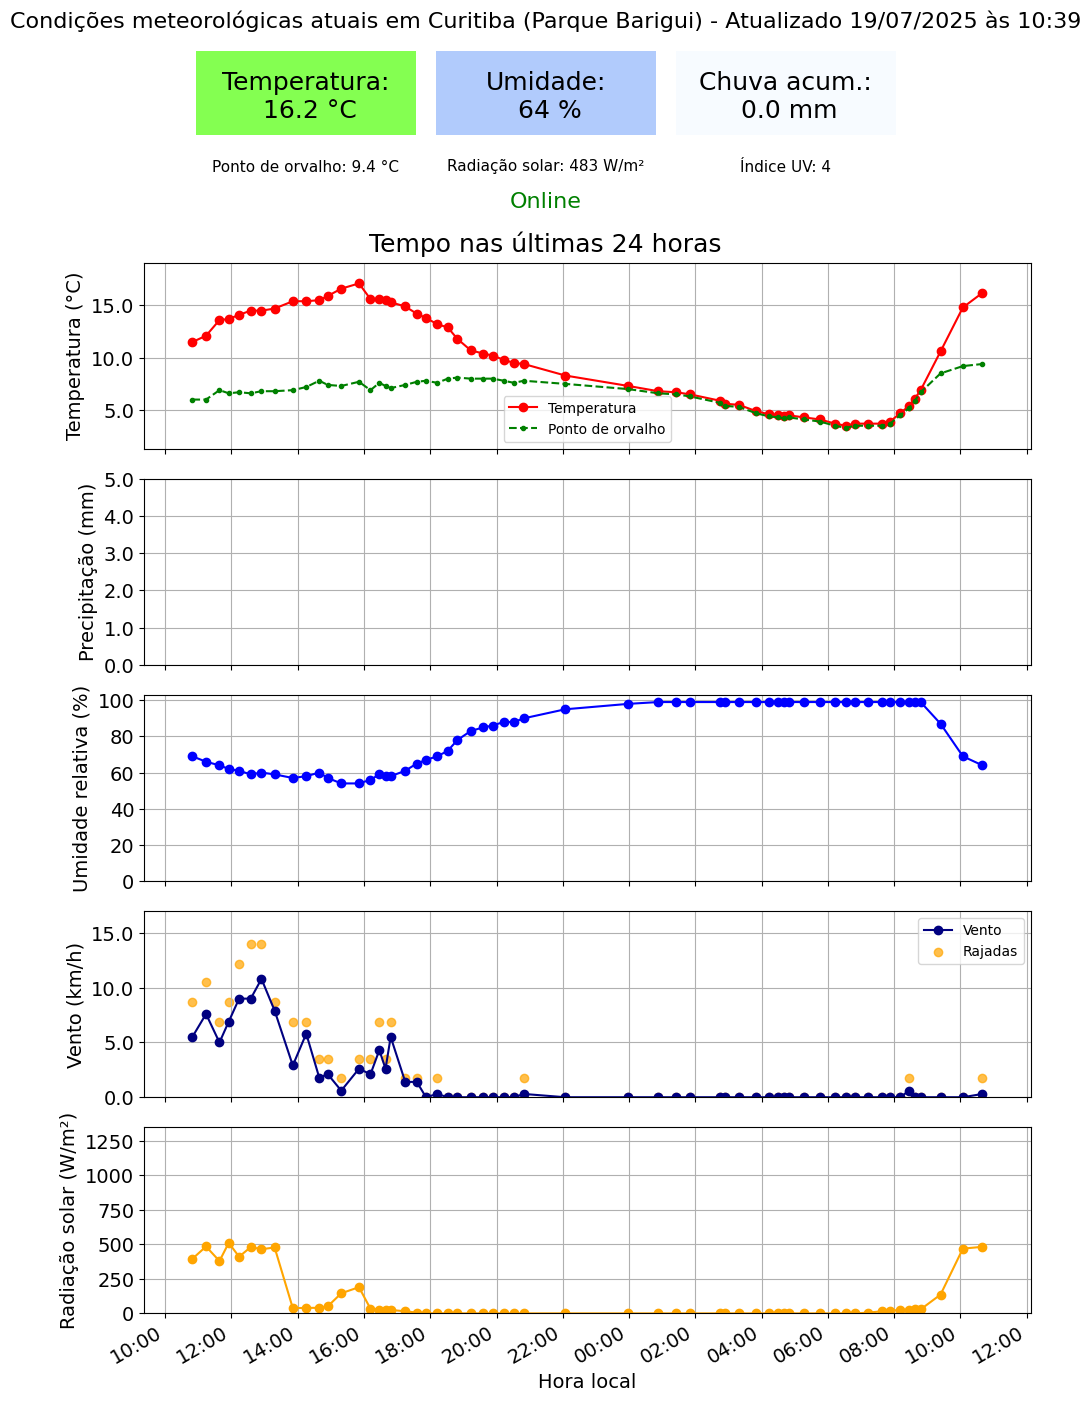 Condições meteorológicas atuais em Curitiba (Parque Barigui) - Atualizado 19/07/2025 às 10:39
Temperatura:
16.2 °C
Umidade:
64 %
Chuva acum.:
0.0 mm
Ponto de orvalho: 9.4 °C
Radiação solar: 483 W/m²
Índice UV: 4
Online
Tempo nas últimas 24 horas
Temperatura (°C)
15.0
10.0
5.0
Temperatura
Ponto de orvalho
Precipitação (mm)
5.0
4.0
3.0
2.0
1.0
0.0
Umidade relativa (%)
100
80
60
40
20
0
Vento (km/h)
15.0
10.0
5.0
0.0
Vento
Rajadas
Radiação solar (W/m²)
1250
1000
750
500
250
0
10:00
12:00
14:00
16:00
18:00
20:00
22:00
00:00
02:00
04:00
06:00
08:00
10:00
12:00
Hora local